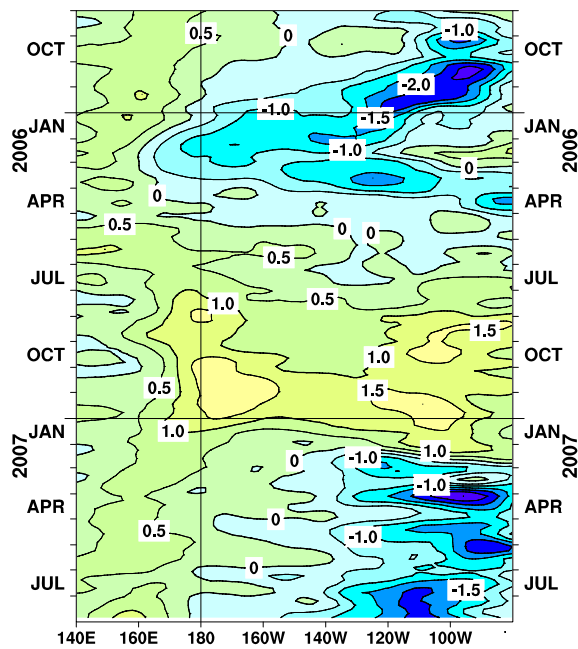 0.5 0 -1.0
OCT OCT
-2.0
-1.0
-1.5
JAN JAN
-1.0
2006 2006
0
0
APR APR
0.5 0 0
0.5
JUL JUL
1.0 0.5
1.5
OCT 1.0 OCT
0.5 1.5
JAN 1.0 JAN
1.0
0 -1.0
2007 2007
-1.0
APR APR
0
0.5 -1.0
0
JUL -1.5 JUL
140E 160E 180 160W 140W 120W 100W